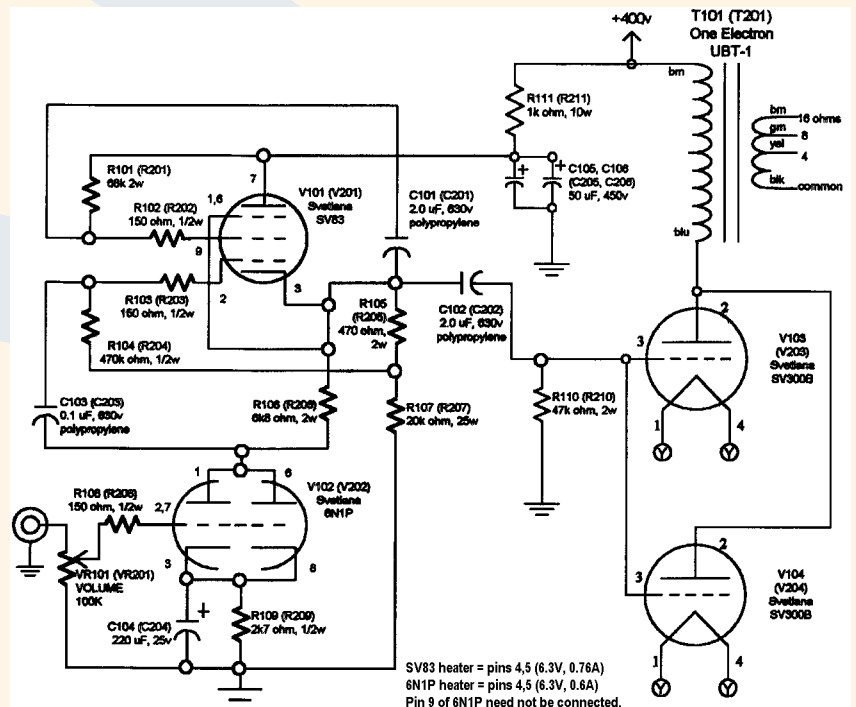 +400v
T101 (T201)
One Electron
UBT-1
brn
brn
16 ohms
grn
8
yel
4
blk
common
blu
R111 (R211)
1k ohm, 10w
C105, C106
(C205, C206)
50 uF, 450v
+
+
R101 (R201)
68k 2w
7
1,6
V101 (V201)
Svetlana
SV83
R102 (R202)
150 ohm, 1/2w
9
C101 (C201)
2.0 uF, 630v
polypropylene
2
3
R103 (R203)
150 ohm, 1/2w
R104 (R204)
470k ohm, 1/2w
R105
(R205)
470 ohm,
2w
C102 (C202)
2.0 uF, 630v
polypropylene
2
3
V103
(V203)
Svetlana
SV300B
1
4
Y
Y
C103 (C203)
0.1 uF, 630v
polypropylene
R106 (R206)
6k8 ohm, 2w
R107 (R207)
20k ohm, 25w
R110 (R210)
47k ohm, 2w
1
6
V102 (V202)
Svetlana
6N1P
R108 (R208)
150 ohm, 1/2w
2,7
3
8
VR101 (VR201)
VOLUME
100K
C104 (C204)
220 uF, 25v
+
R109 (R209)
2k7 ohm, 1/2w
2
3
V104
(V204)
Svetlana
SV300B
1
4
Y
Y
SV83 heater = pins 4,5 (6.3V, 0.76A)
6N1P heater = pins 4,5 (6.3V, 0.6A)
Pin 9 of 6N1P need not be connected.